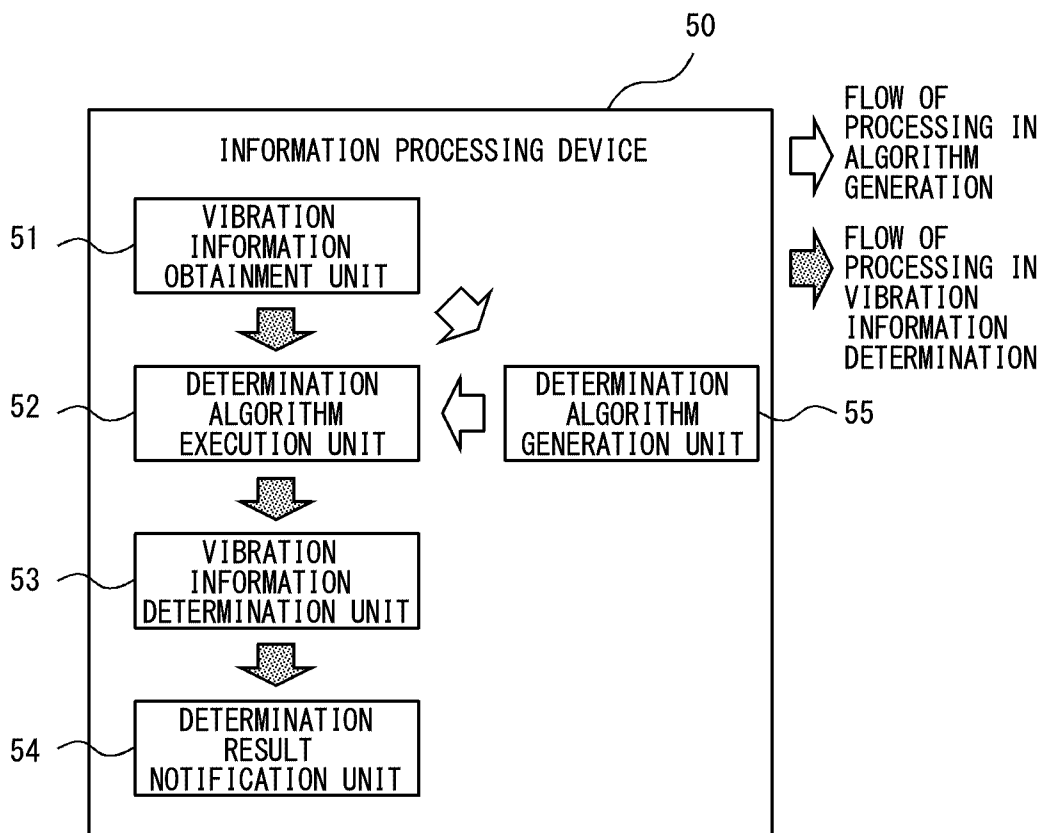 50
INFORMATION PROCESSING DEVICE
FLOW OF
PROCESSING IN
ALGORITHM
GENERATION
FLOW OF
PROCESSING IN
VIBRATION
INFORMATION
DETERMINATION
51
VIBRATION
INFORMATION
OBTAINMENT UNIT
52
DETERMINATION
ALGORITHM
EXECUTION UNIT
DETERMINATION
ALGORITHM
GENERATION UNIT
55
53
VIBRATION
INFORMATION
DETERMINATION UNIT
54
DETERMINATION
RESULT
NOTIFICATION UNIT